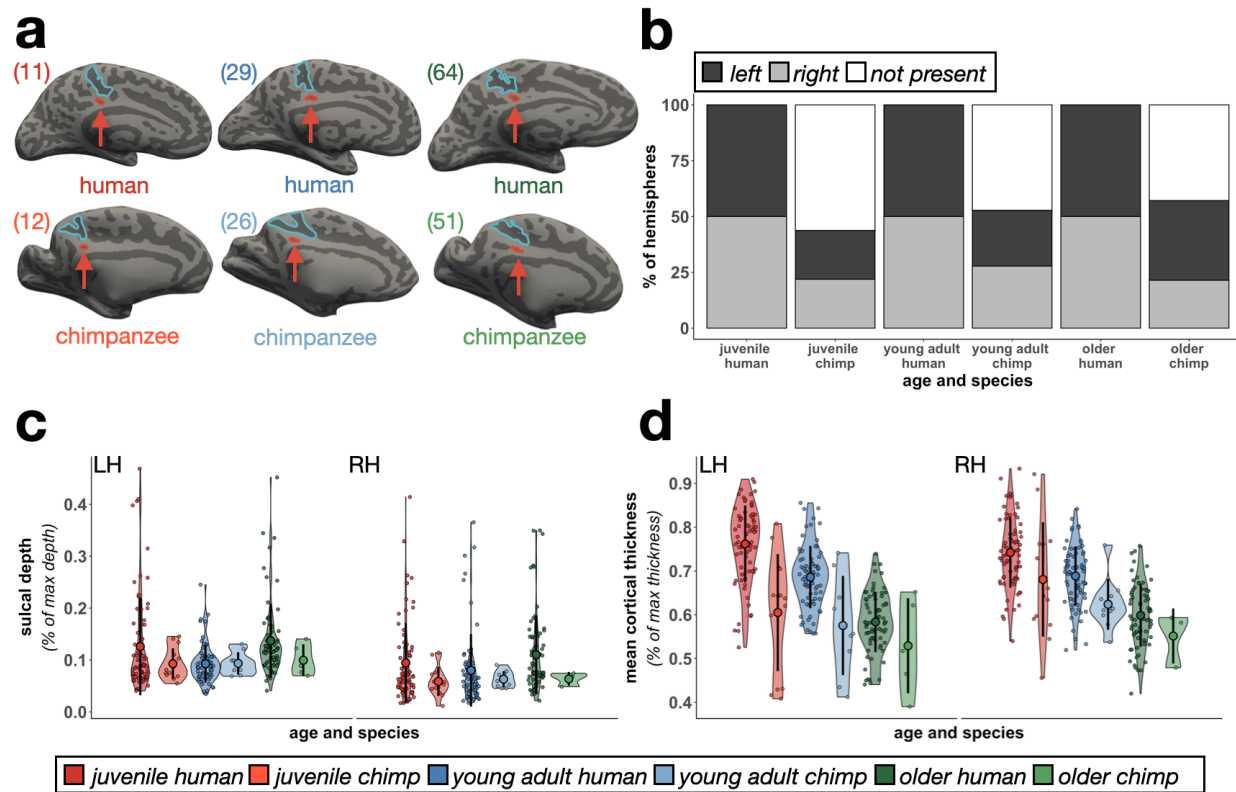 a
(11)
(29)
(64)
human
human
human
(12)
(26)
(51)
chimpanzee
chimpanzee
chimpanzee
b
left right not present
% of hemispheres
100
75
50
25
0
juvenile
human
juvenile
chimp
young adult
human
young adult
chimp
older
human
older
chimp
age and species
c
LH
RH
sulcal depth
(% of max depth)
0.4
0.3
0.2
0.1
0.0
age and species
d
LH
RH
mean cortical thickness
(% of max thickness)
0.9
0.8
0.7
0.6
0.5
0.4
age and species
juvenile human juvenile chimp young adult human young adult chimp older human older chimp